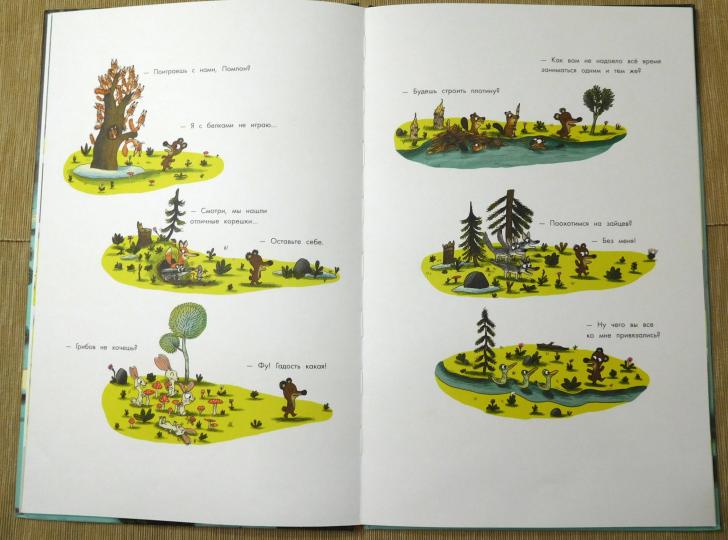 — Поиграешь с нами, Помпон?
— Я с белками не играю...
— Смотри, мы нашли
отличные корешки...
— Оставьте себе.
— Грибов не хочешь?
— Фу! Гадость какая!
— Как вам не надоело всё время
заниматься одним и тем же?
— Будешь строить плотину?
— Поохотимся на зайцев?
— Без меня!
— Ну чего вы все
ко мне привязались?